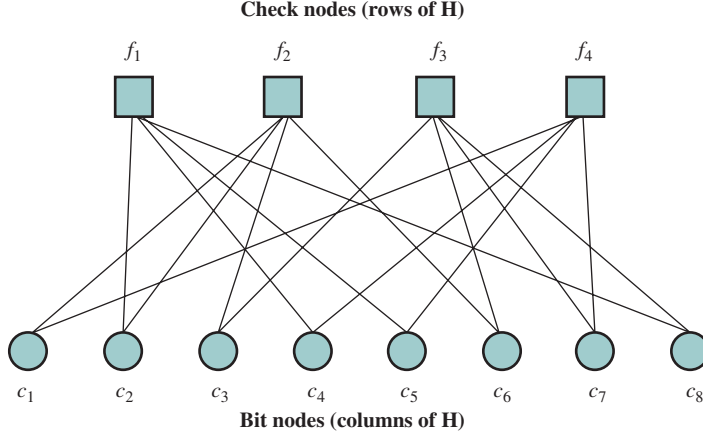 Check nodes (rows of H)
f₁ f₂ f₃ f₄
c₁ c₂ c₃ c₄ c₅ c₆ c₇ c₈
Bit nodes (columns of H)